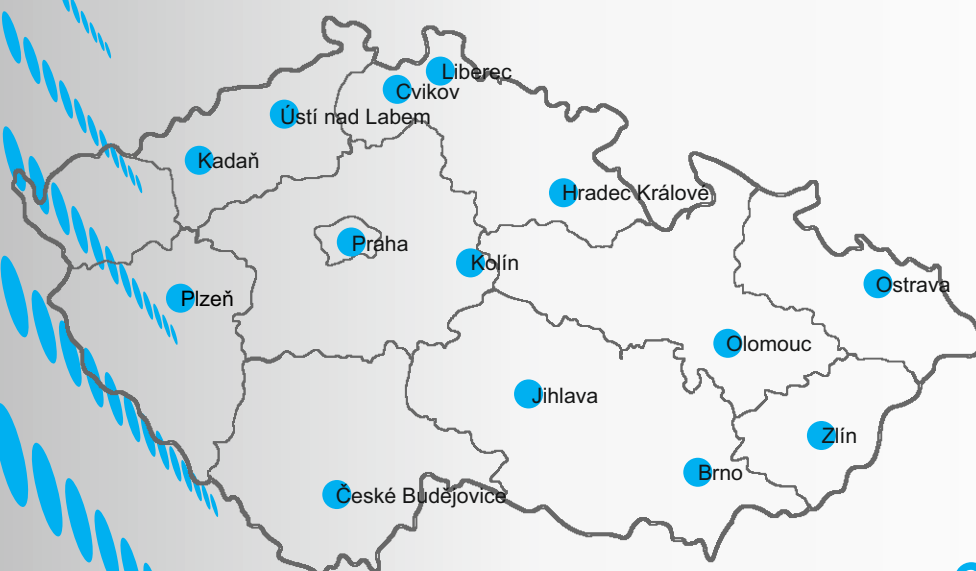 Liberec
Cvikov
Ústí nad Labem
Kadaň
Hradec Králové
Praha
Kolín
Ostrava
Plzeň
Olomouc
Jihlava
Zlín
Brno
České Budějovice